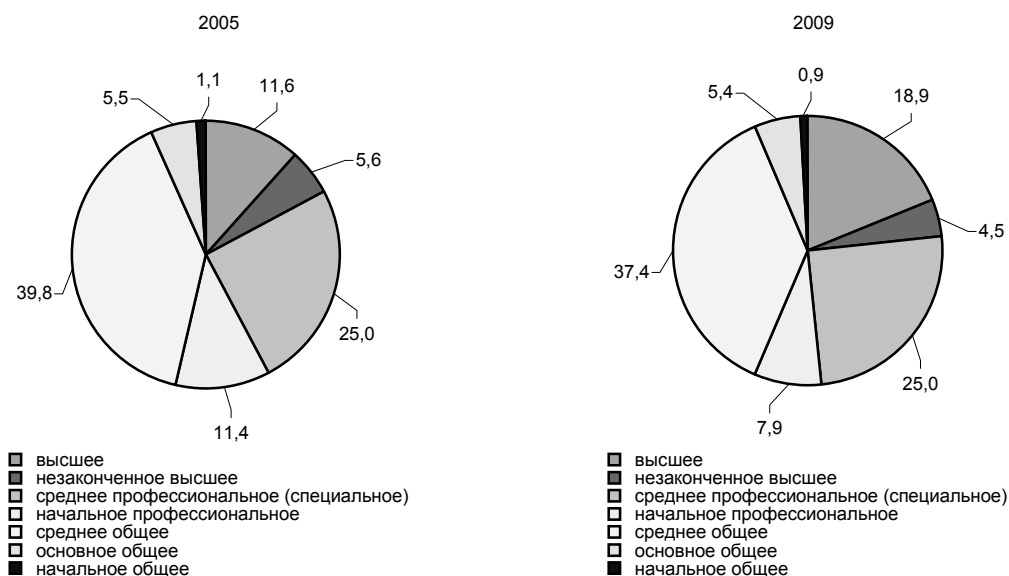 2005
1,1
11,6
5,5
5,6
39,8
25,0
11,4
высшее
незаконченное высшее
среднее профессиональное (специальное)
начальное профессиональное
среднее общее
основное общее
начальное общее
2009
0,9
18,9
5,4
4,5
37,4
25,0
7,9
высшее
незаконченное высшее
среднее профессиональное (специальное)
начальное профессиональное
среднее общее
основное общее
начальное общее